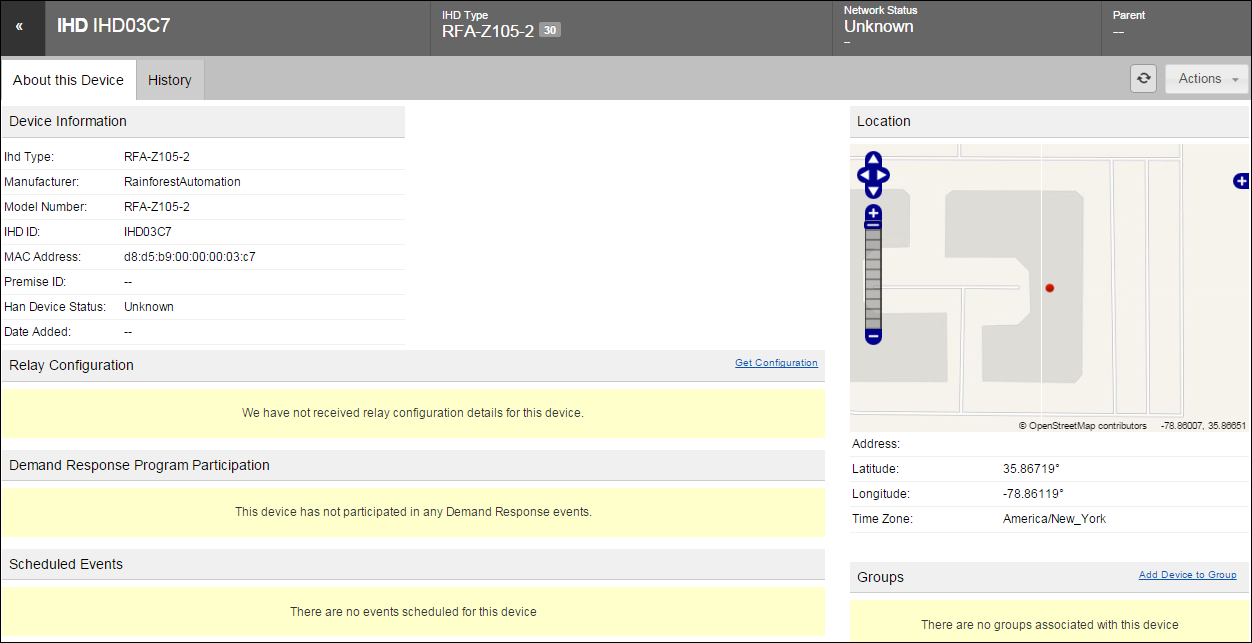 «
IHD IHD03C7
IHD Type
RFA-Z105-2 30
Network Status
Unknown
–
Parent
--
About this Device
History
Actions
Device Information
Ihd Type: RFA-Z105-2
Manufacturer: RainforestAutomation
Model Number: RFA-Z105-2
IHD ID: IHD03C7
MAC Address: d8:d5:b9:00:00:00:03:c7
Premise ID: --
Han Device Status: Unknown
Date Added: --
Relay Configuration
Get Configuration
We have not received relay configuration details for this device.
Demand Response Program Participation
This device has not participated in any Demand Response events.
Scheduled Events
There are no events scheduled for this device
Location
© OpenStreetMap contributors
-78.86007, 35.86651
Address:
Latitude: 35.86719°
Longitude: -78.86119°
Time Zone: America/New_York
Groups
Add Device to Group
There are no groups associated with this device